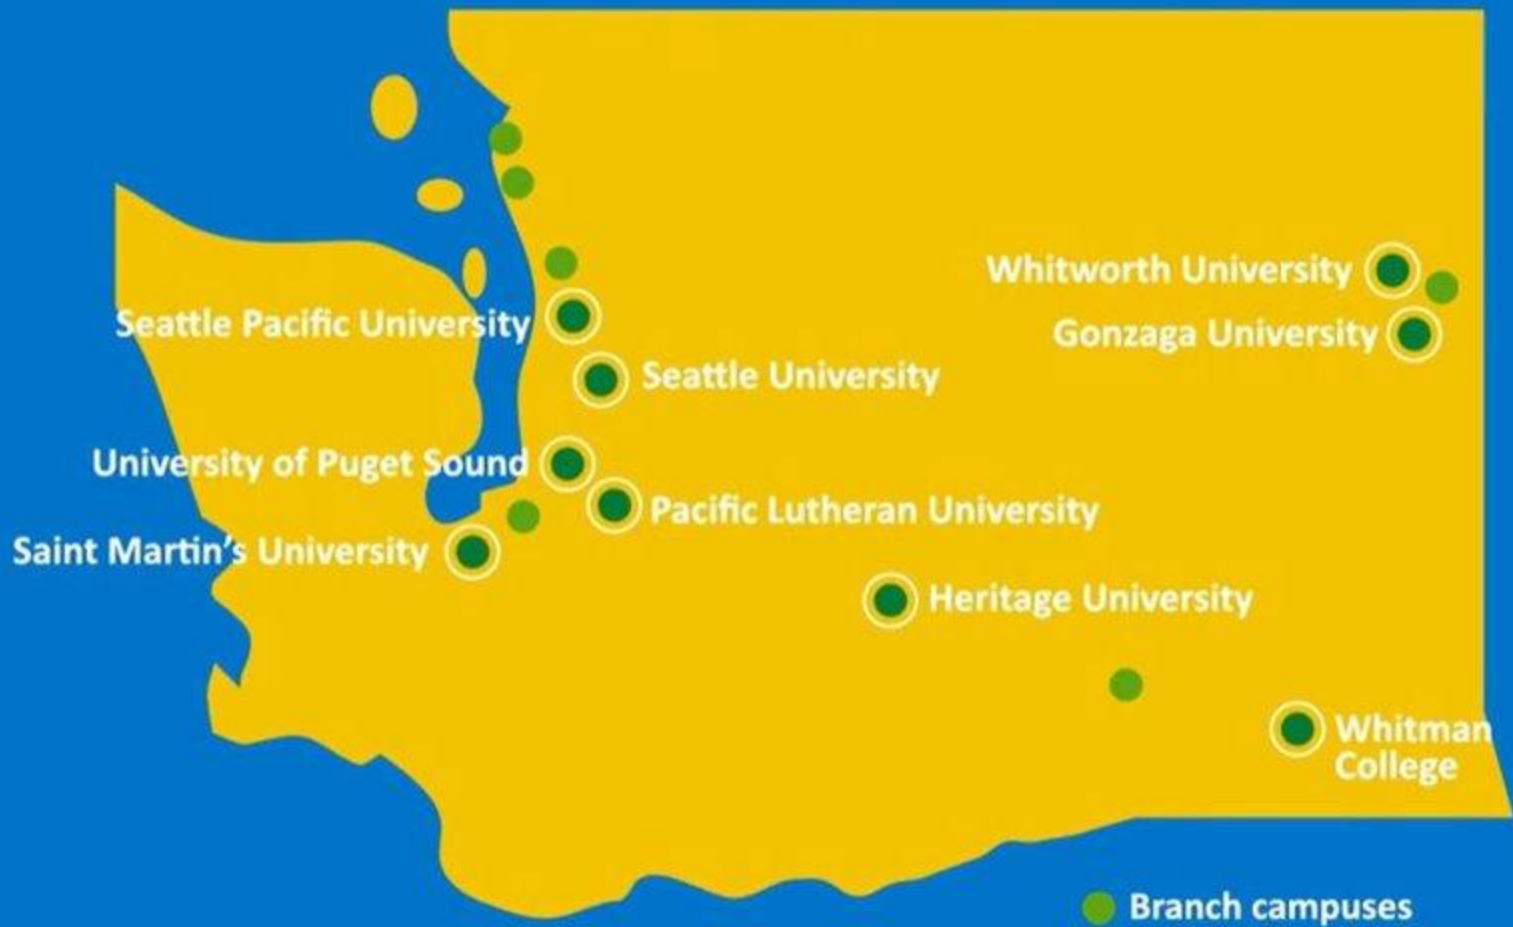 Whitworth University
Seattle Pacific University
Gonzaga University
Seattle University
University of Puget Sound
Pacific Lutheran University
Saint Martin's University
Heritage University
Whitman
College
Branch campuses